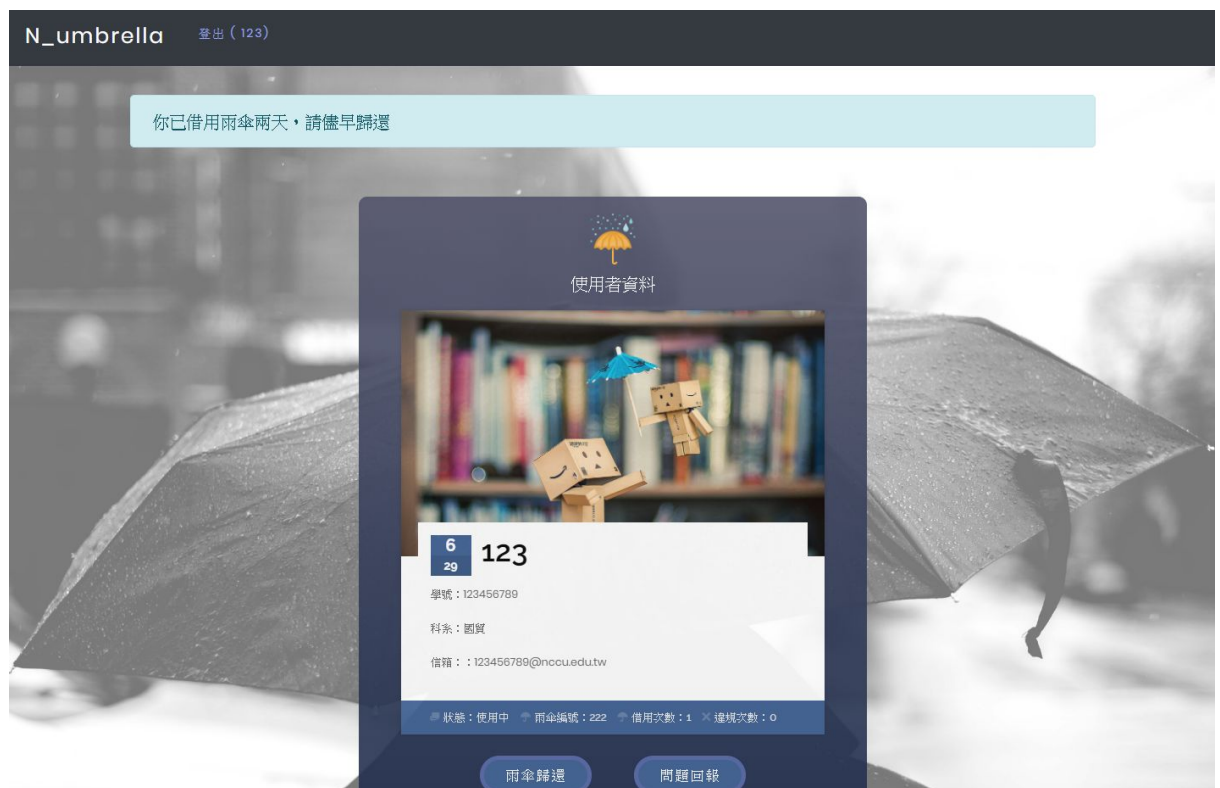 N_umbrella 登出 ( 123)
你已借用雨傘兩天，請儘早歸還
使用者資料
6
29
123
學號：123456789
科系：國貿
信箱：：123456789@nccu.edu.tw
狀態：使用中 雨傘編號：222 借用次數：1 違規次數：0
雨傘歸還 問題回報